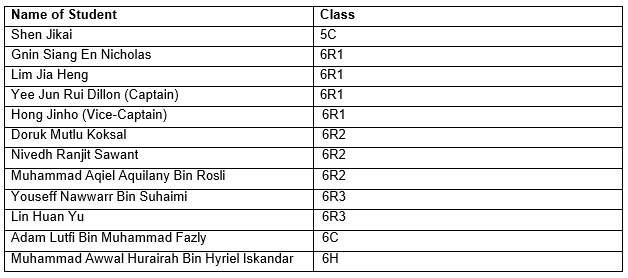 Name of Student Class
Shen Jikai 5C
Gnin Siang En Nicholas 6R1
Lim Jia Heng 6R1
Yee Jun Rui Dillon (Captain) 6R1
Hong Jinho (Vice-Captain) 6R1
Doruk Mutlu Koksal 6R2
Nivedh Ranjit Sawant 6R2
Muhammad Aqiel Aquilany Bin Rosli 6R2
Youseff Nawwarr Bin Suhaimi 6R3
Lin Huan Yu 6R3
Adam Lutfi Bin Muhammad Fazly 6C
Muhammad Awwal Hurairah Bin Hyriel Iskandar 6H